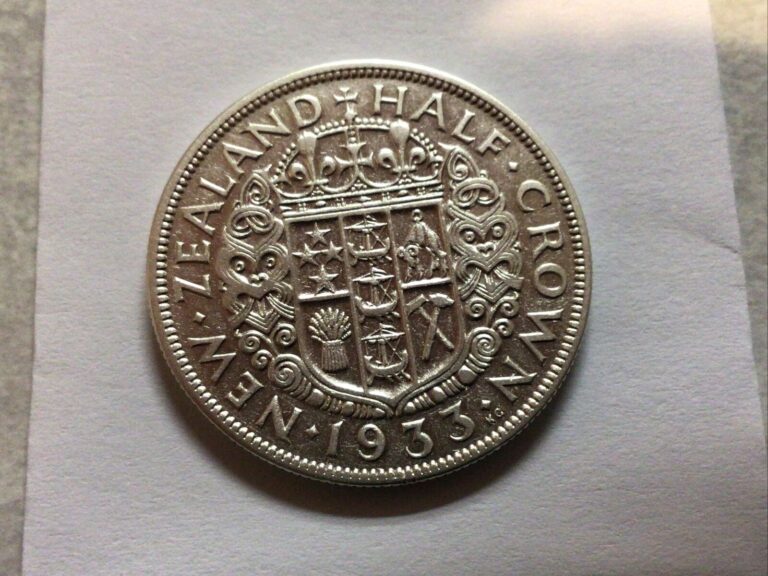 NEW · ZEALAND HALF · CROWN
· 1933 ·
KG